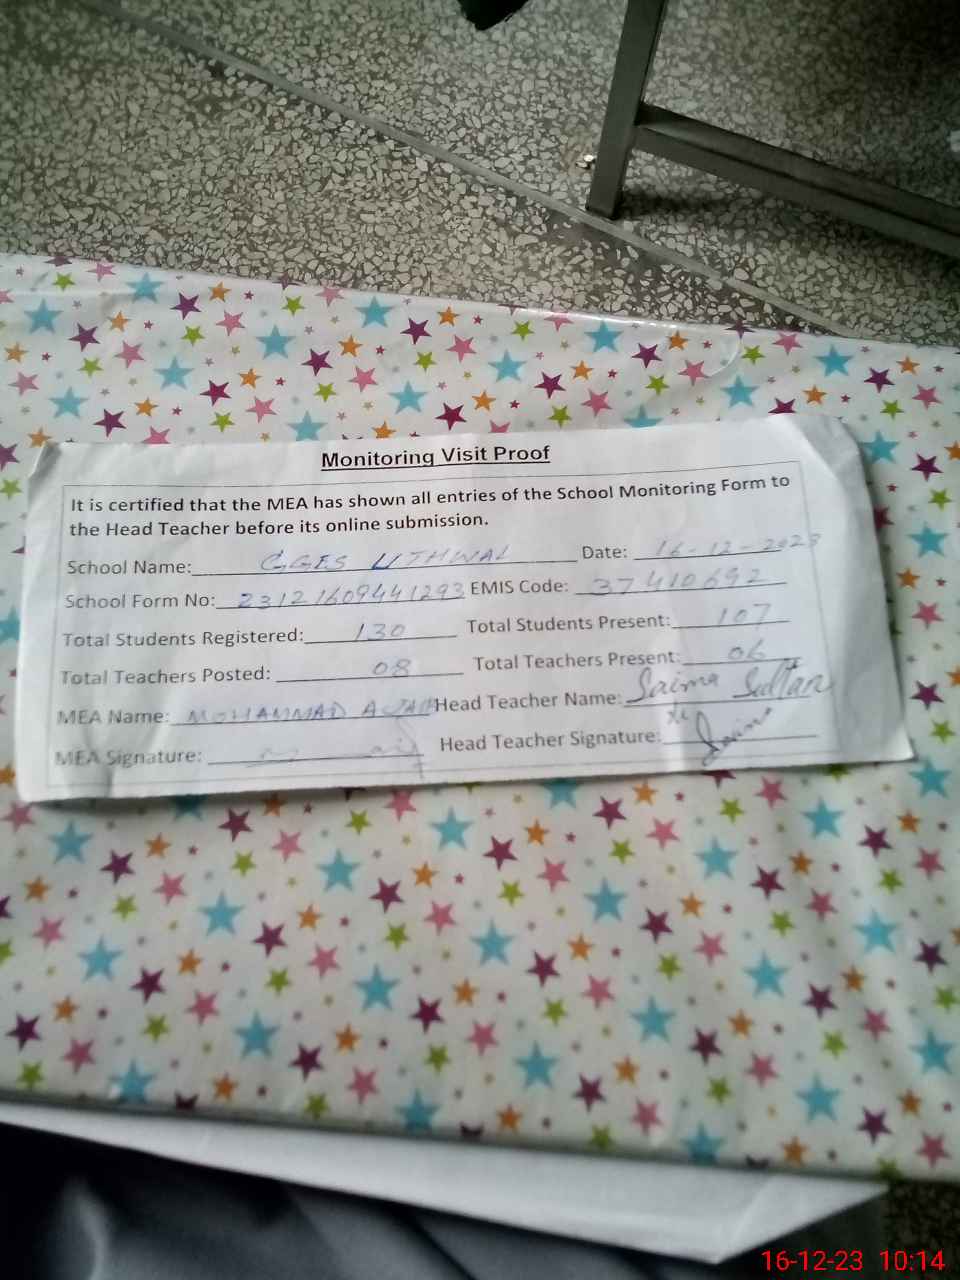 Monitoring Visit Proof
It is certified that the MEA has shown all entries of the School Monitoring Form to
the Head Teacher before its online submission.
School Name: GGES UTHWAL Date: 16-12-2023
School Form No: 23121609441293 EMIS Code: 37410692
Total Students Registered: 130 Total Students Present: 107
Total Teachers Posted: 08 Total Teachers Present: 06
MEA Name: MOHAMMAD Head Teacher Name: Saima Sultan
MEA Signature: Head Teacher Signature: Saima
16-12-23 10:14